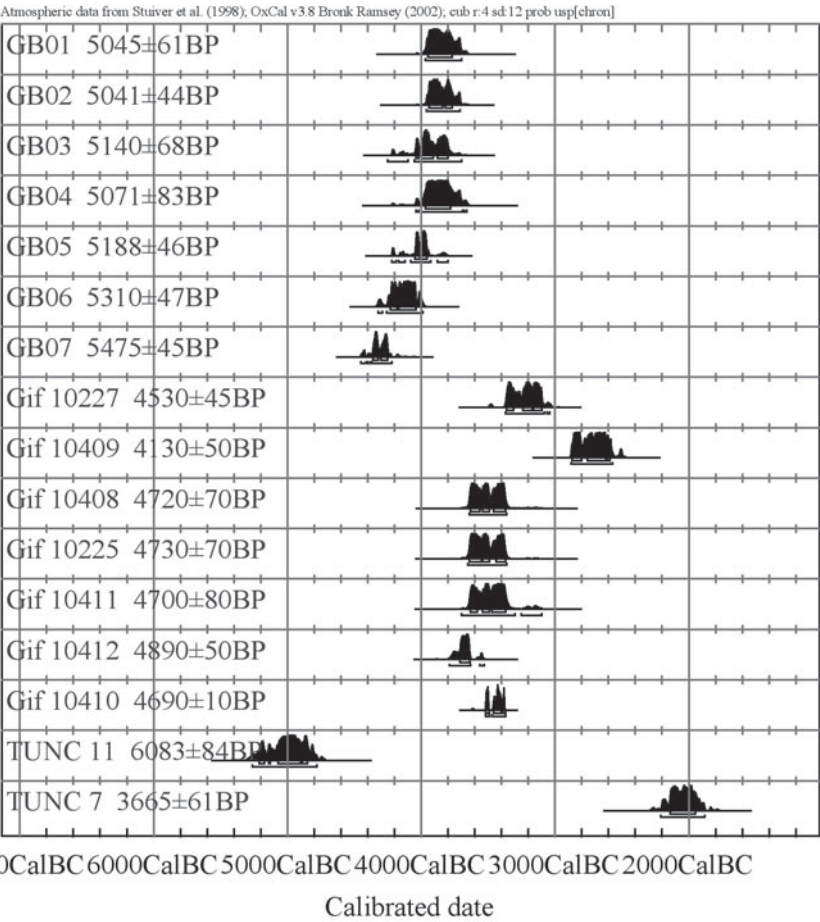 Atmospheric data from Stuiver et al. (1998); OxCal v3.8 Bronk Ramsey (2002); cub r:4 sd:12 prob usp[chron]
GB01 5045±61BP
GB02 5041±44BP
GB03 5140±68BP
GB04 5071±83BP
GB05 5188±46BP
GB06 5310±47BP
GB07 5475±45BP
Gif 10227 4530±45BP
Gif 10409 4130±50BP
Gif 10408 4720±70BP
Gif 10225 4730±70BP
Gif 10411 4700±80BP
Gif 10412 4890±50BP
Gif 10410 4690±10BP
TUNC 11 6083±84BP
TUNC 7 3665±61BP
0CalBC 6000CalBC 5000CalBC 4000CalBC 3000CalBC 2000CalBC
Calibrated date